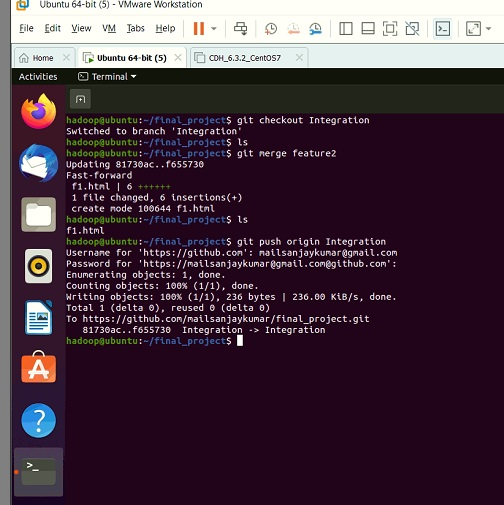 Ubuntu 64-bit (5) - VMware Workstation
File Edit View VM Tabs Help
Home Ubuntu 64-bit (5) CDH_6.3.2_CentOS7
Activities Terminal
hadoop@ubuntu:~/final_project$ git checkout Integration
Switched to branch 'Integration'
hadoop@ubuntu:~/final_project$ ls
hadoop@ubuntu:~/final_project$ git merge feature2
Updating 81730ac..f655730
Fast-forward
f1.html | 6 ++++++
1 file changed, 6 insertions(+)
create mode 100644 f1.html
hadoop@ubuntu:~/final_project$ ls
f1.html
hadoop@ubuntu:~/final_project$ git push origin Integration
Username for 'https://github.com': mailsanjaykumar@gmail.com
Password for 'https://mailsanjaykumar@gmail.com@github.com':
Enumerating objects: 1, done.
Counting objects: 100% (1/1), done.
Writing objects: 100% (1/1), 236 bytes | 236.00 KiB/s, done.
Total 1 (delta 0), reused 0 (delta 0)
To https://github.com/mailsanjaykumar/final_project.git
81730ac..f655730 Integration -> Integration
hadoop@ubuntu:~/final_project$